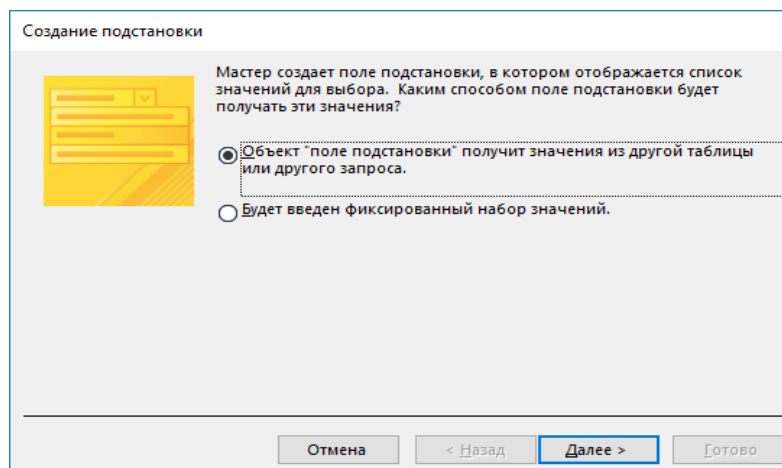 Создание подстановки
Мастер создает поле подстановки, в котором отображается список
значений для выбора. Каким способом поле подстановки будет
получать эти значения?
Объект "поле подстановки" получит значения из другой таблицы
или другого запроса.
Будет введен фиксированный набор значений.
Отмена
< Назад
Далее >
Готово